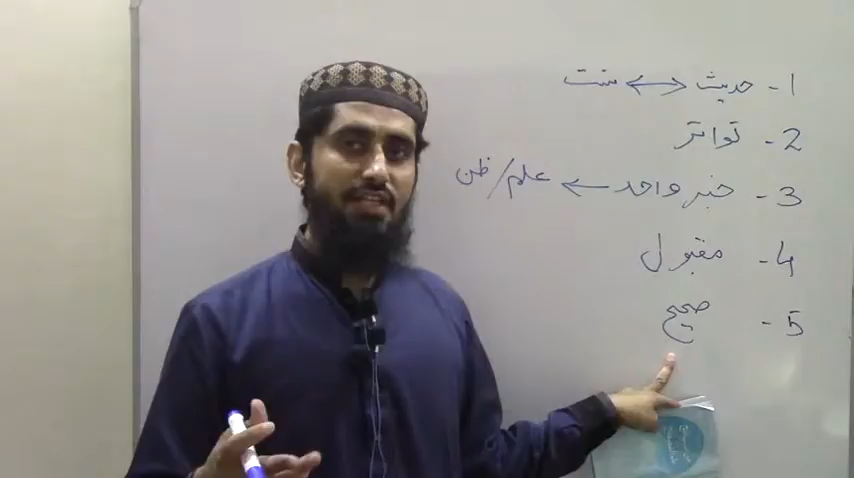 1- حدیث ↔ سنت
2- تواتر
3- خبر واحد ← علم/ظن
4- مقبول
5- صحیح